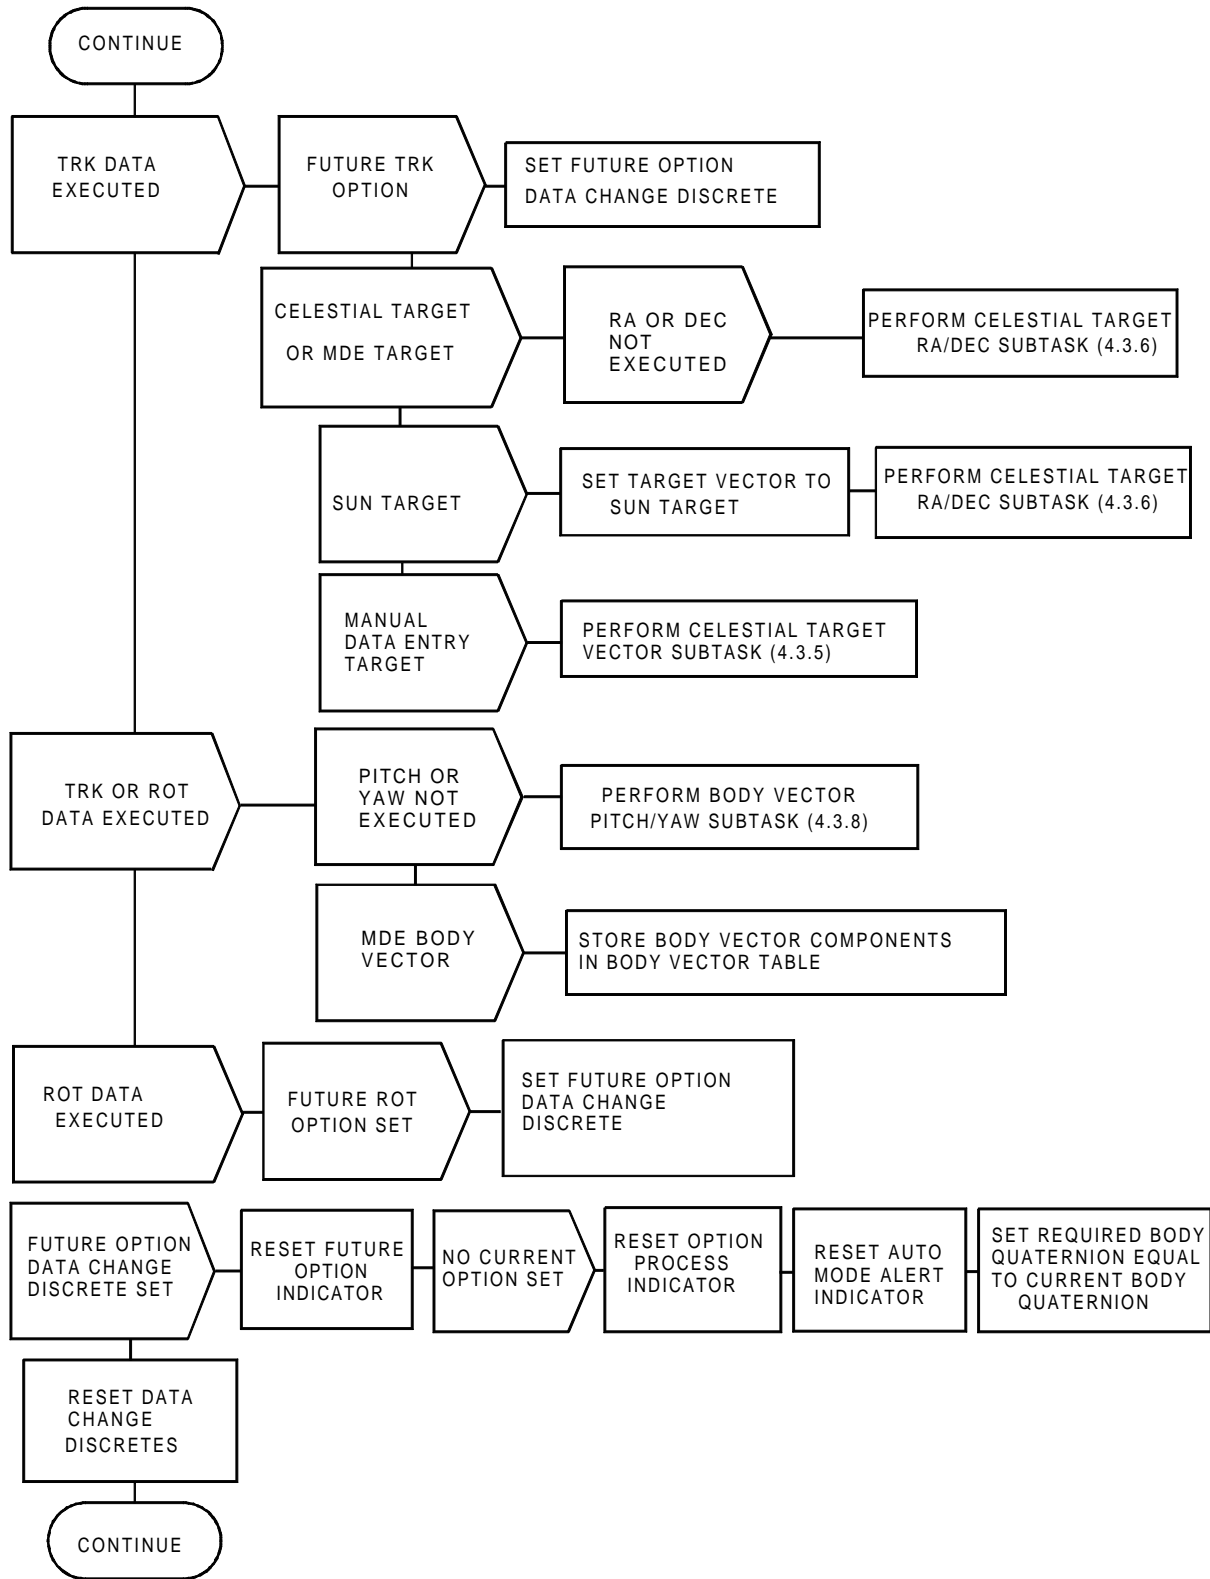 CONTINUE
TRK DATA
EXECUTED
FUTURE TRK
OPTION
SET FUTURE OPTION
DATA CHANGE DISCRETE
CELESTIAL TARGET
OR MDE TARGET
RA OR DEC
NOT
EXECUTED
PERFORM CELESTIAL TARGET
RA/DEC SUBTASK (4.3.6)
SUN TARGET
SET TARGET VECTOR TO
SUN TARGET
PERFORM CELESTIAL TARGET
RA/DEC SUBTASK (4.3.6)
MANUAL
DATA ENTRY
TARGET
PERFORM CELESTIAL TARGET
VECTOR SUBTASK (4.3.5)
TRK OR ROT
DATA EXECUTED
PITCH OR
YAW NOT
EXECUTED
PERFORM BODY VECTOR
PITCH/YAW SUBTASK (4.3.8)
MDE BODY
VECTOR
STORE BODY VECTOR COMPONENTS
IN BODY VECTOR TABLE
ROT DATA
EXECUTED
FUTURE ROT
OPTION SET
SET FUTURE OPTION
DATA CHANGE
DISCRETE
FUTURE OPTION
DATA CHANGE
DISCRETE SET
RESET FUTURE
OPTION
INDICATOR
NO CURRENT
OPTION SET
RESET OPTION
PROCESS
INDICATOR
RESET AUTO
MODE ALERT
INDICATOR
SET REQUIRED BODY
QUATERNION EQUAL
TO CURRENT BODY
QUATERNION
RESET DATA
CHANGE
DISCRETES
CONTINUE